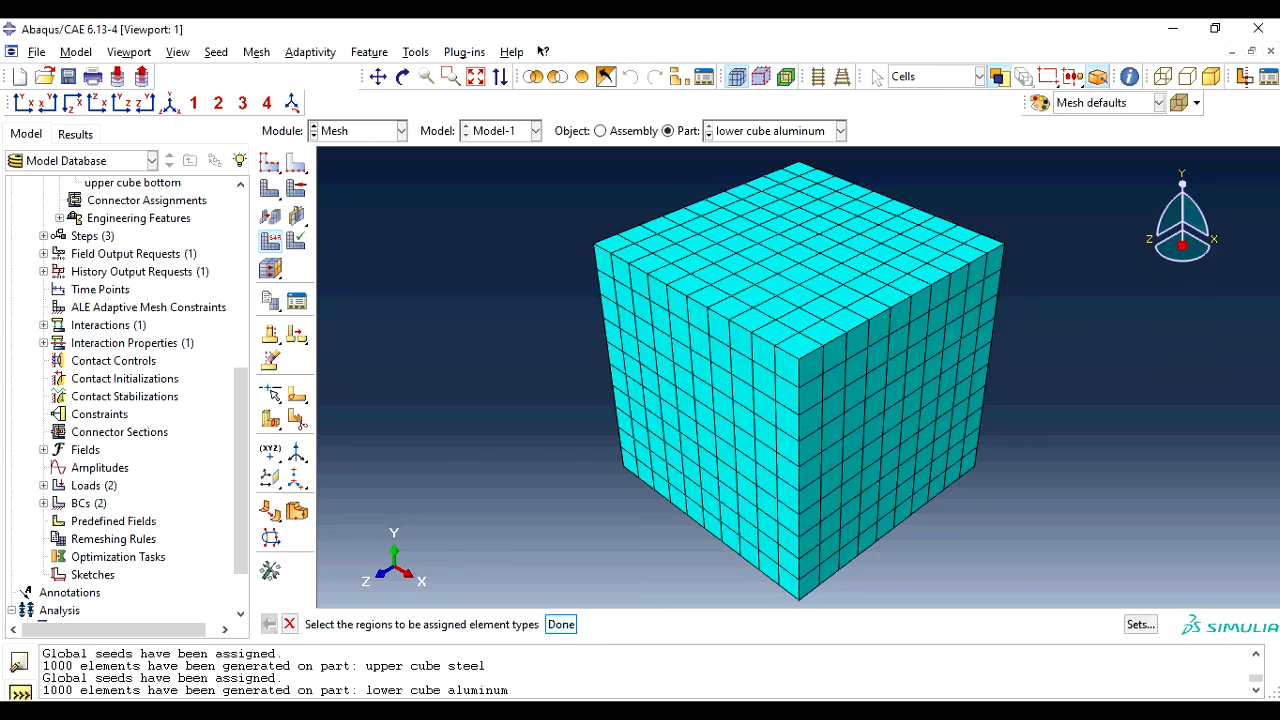 Abaqus/CAE 6.13-4 [Viewport: 1]
File Model Viewport View Seed Mesh Adaptivity Feature Tools Plug-ins Help
Cells
1 2 3 4
Mesh defaults
Model Results
Module: Mesh Model: Model-1 Object: Assembly Part: lower cube aluminum
Model Database
upper cube bottom
Connector Assignments
Engineering Features
Steps (3)
Field Output Requests (1)
History Output Requests (1)
Time Points
ALE Adaptive Mesh Constraints
Interactions (1)
Interaction Properties (1)
Contact Controls
Contact Initializations
Contact Stabilizations
Constraints
Connector Sections
Fields
Amplitudes
Loads (2)
BCs (2)
Predefined Fields
Remeshing Rules
Optimization Tasks
Sketches
Annotations
Analysis
Y
Z X
Y
Z X
Select the regions to be assigned element types Done
Sets...
SIMULIA
Global seeds have been assigned.
1000 elements have been generated on part: upper cube steel
Global seeds have been assigned.
1000 elements have been generated on part: lower cube aluminum